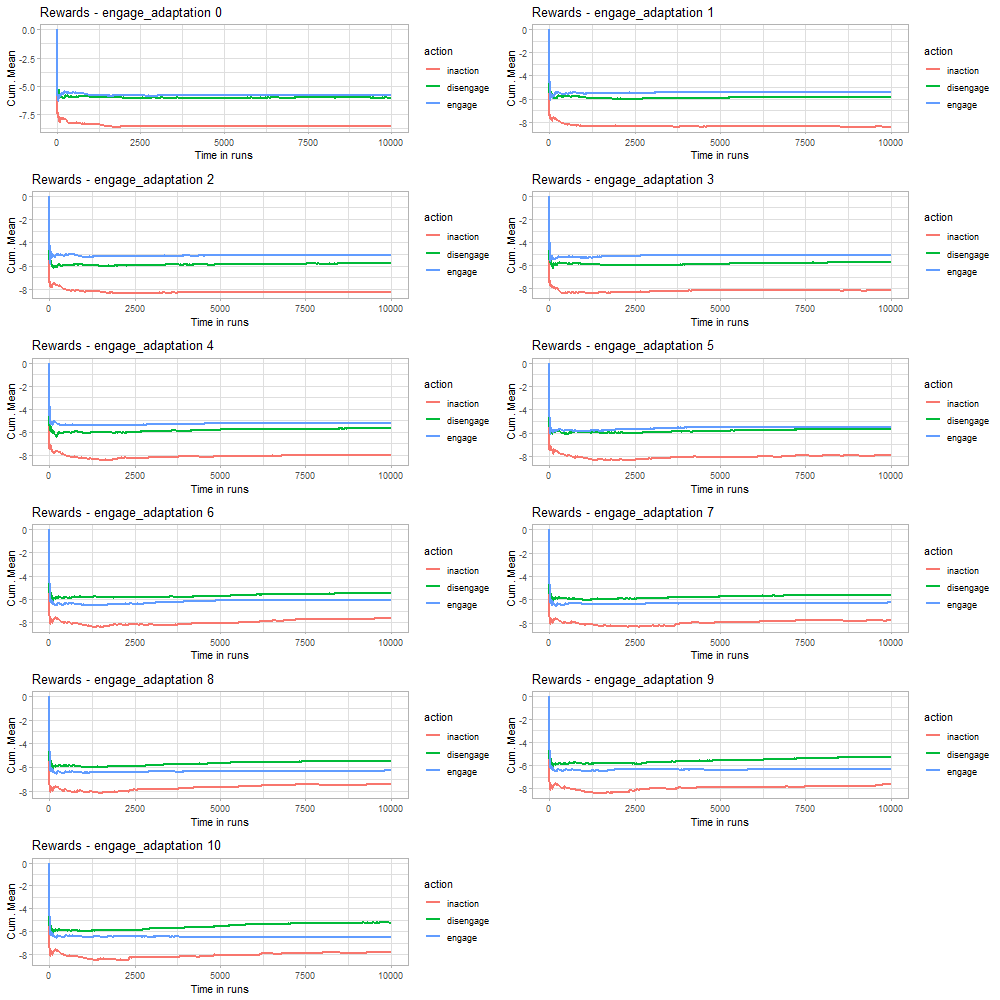 Rewards - engage_adaptation 0
Cum. Mean
0.0
-2.5
-5.0
-7.5
0 2500 5000 7500 10000
Time in runs
action
inaction
disengage
engage
Rewards - engage_adaptation 1
Cum. Mean
0
-2
-4
-6
-8
0 2500 5000 7500 10000
Time in runs
action
inaction
disengage
engage
Rewards - engage_adaptation 2
Cum. Mean
0
-2
-4
-6
-8
0 2500 5000 7500 10000
Time in runs
action
inaction
disengage
engage
Rewards - engage_adaptation 3
Cum. Mean
0
-2
-4
-6
-8
0 2500 5000 7500 10000
Time in runs
action
inaction
disengage
engage
Rewards - engage_adaptation 4
Cum. Mean
0
-2
-4
-6
-8
0 2500 5000 7500 10000
Time in runs
action
inaction
disengage
engage
Rewards - engage_adaptation 5
Cum. Mean
0
-2
-4
-6
-8
0 2500 5000 7500 10000
Time in runs
action
inaction
disengage
engage
Rewards - engage_adaptation 6
Cum. Mean
0
-2
-4
-6
-8
0 2500 5000 7500 10000
Time in runs
action
inaction
disengage
engage
Rewards - engage_adaptation 7
Cum. Mean
0
-2
-4
-6
-8
0 2500 5000 7500 10000
Time in runs
action
inaction
disengage
engage
Rewards - engage_adaptation 8
Cum. Mean
0
-2
-4
-6
-8
0 2500 5000 7500 10000
Time in runs
action
inaction
disengage
engage
Rewards - engage_adaptation 9
Cum. Mean
0
-2
-4
-6
-8
0 2500 5000 7500 10000
Time in runs
action
inaction
disengage
engage
Rewards - engage_adaptation 10
Cum. Mean
0
-2
-4
-6
-8
0 2500 5000 7500 10000
Time in runs
action
inaction
disengage
engage